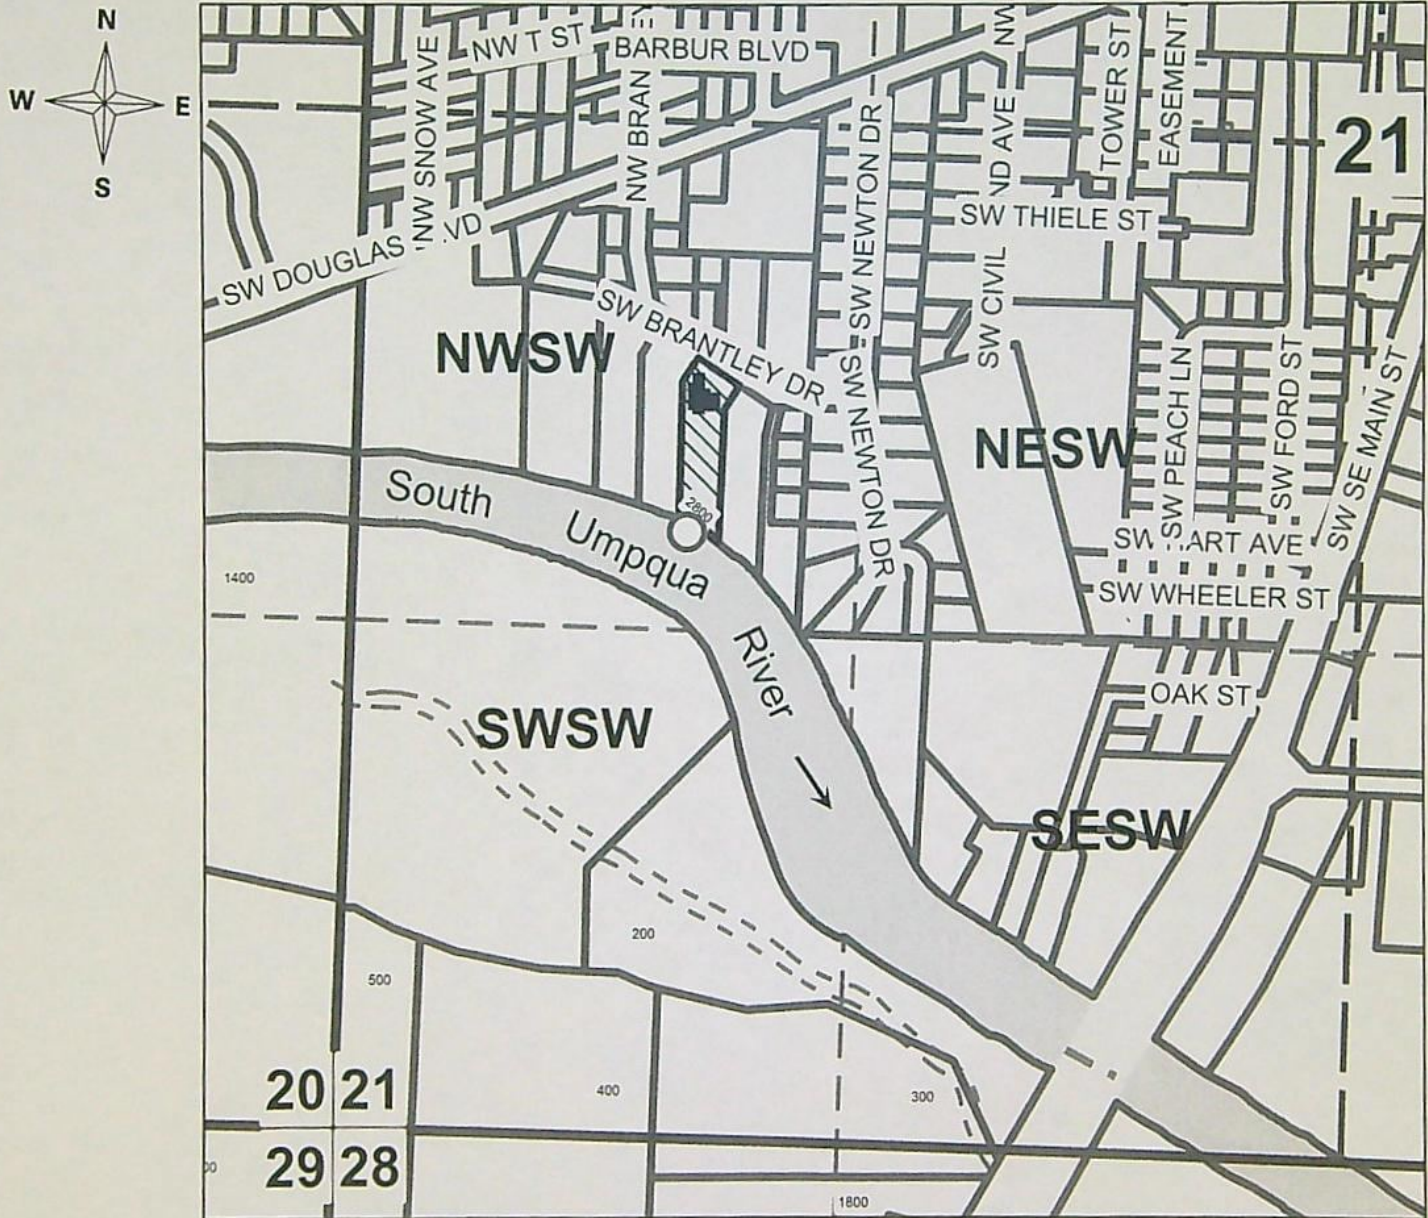 N
W E
S
NW T ST
BARBUR BLVD
NW SNOW AVE
NW BRAN
NW
ND AVE
TOWER ST
EASEMENT
21
SW NEWTON DR
SW THIELE ST
SW DOUGLAS
VD
SW CIVIL
SW BRANTLEY DR
NWSW
SW NEWTON DR
NESW
SW PEACH LN
SW FORD ST
SW SE MAIN ST
South Umpqua River
2800
SW
ART AVE
SW WHEELER ST
1400
OAK ST
SWSW
SESW
200
500
400
300
20 21
29 28
1800